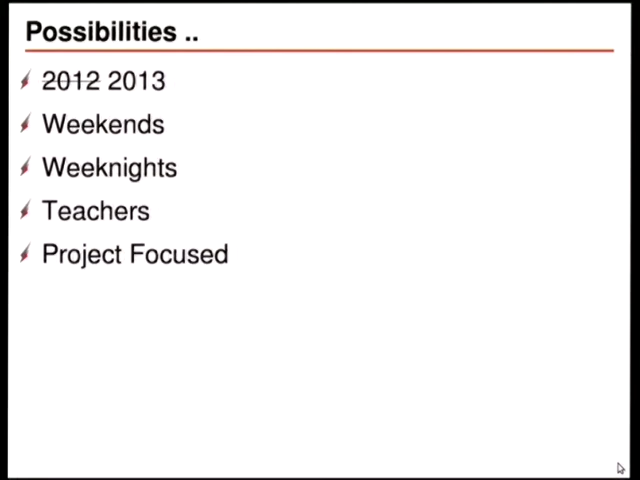 Possibilities ..
2012 2013
Weekends
Weeknights
Teachers
Project Focused